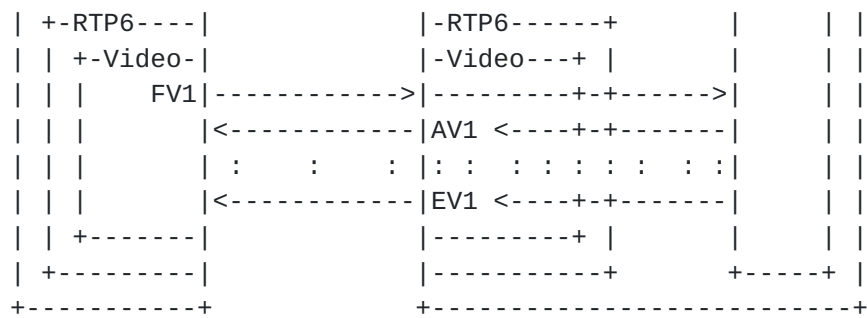 | +-RTP6----|             |-RTP6------+       |     | |
| | +-Video-|             |-Video---+ |       |     | |
| | |    FV1|------------>|---------+-+------>|     | |
| | |       |<------------|AV1 <----+-+-------|     | |
| | |       | :    :    : |: :  : : : : :  : :|     | |
| | |       |<------------|EV1 <----+-+-------|     | |
| | +-------|             |---------+ |       |     | |
| +---------|             |-----------+       +-----+ |
+-----------+             +---------------------------+